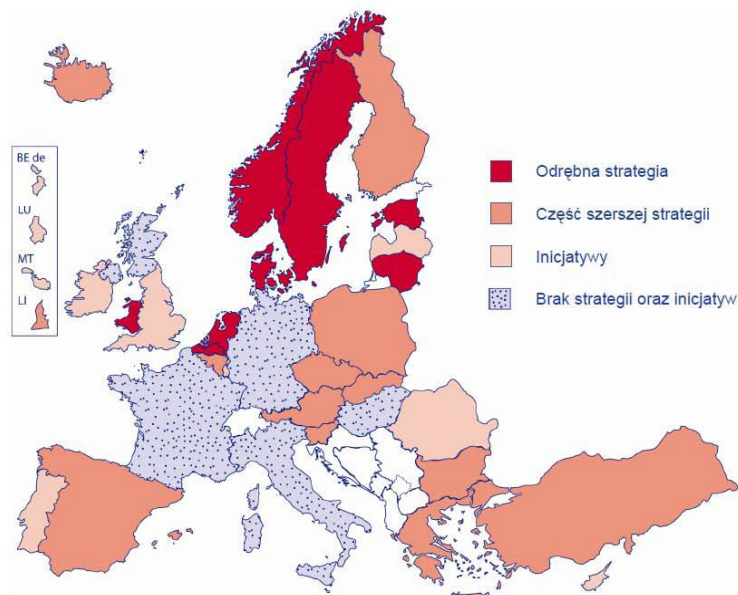 BE de
LU
MT
LI
Odrębna strategia
Część szerszej strategii
Inicjatywy
Brak strategii oraz inicjatyw